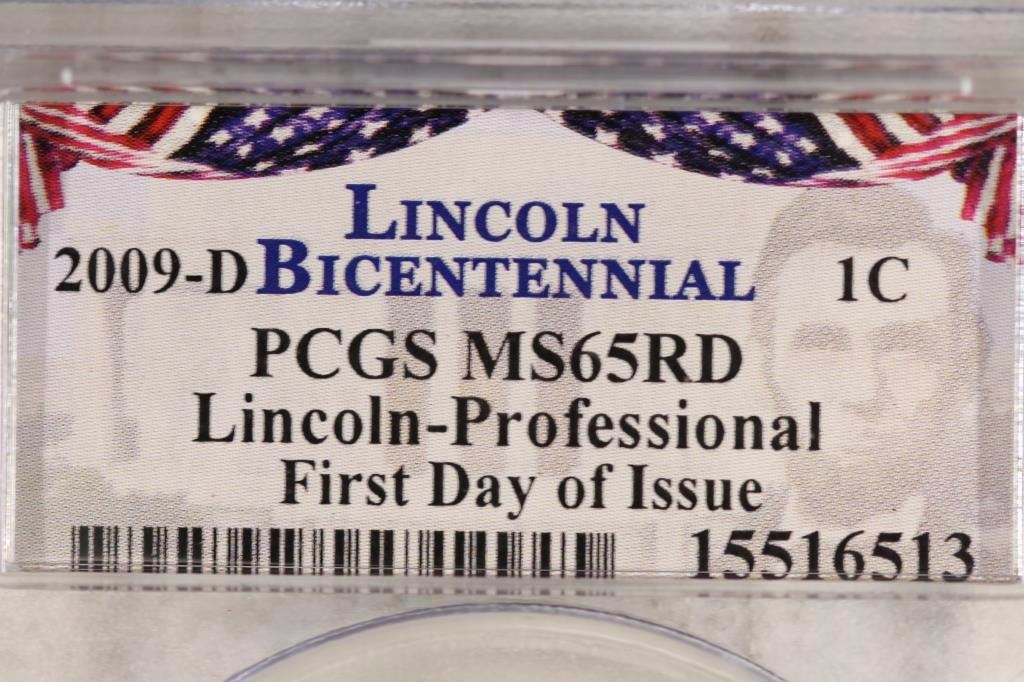 LINCOLN
2009-D BICENTENNIAL 1C
PCGS MS65RD
Lincoln-Professional
First Day of Issue
15516513